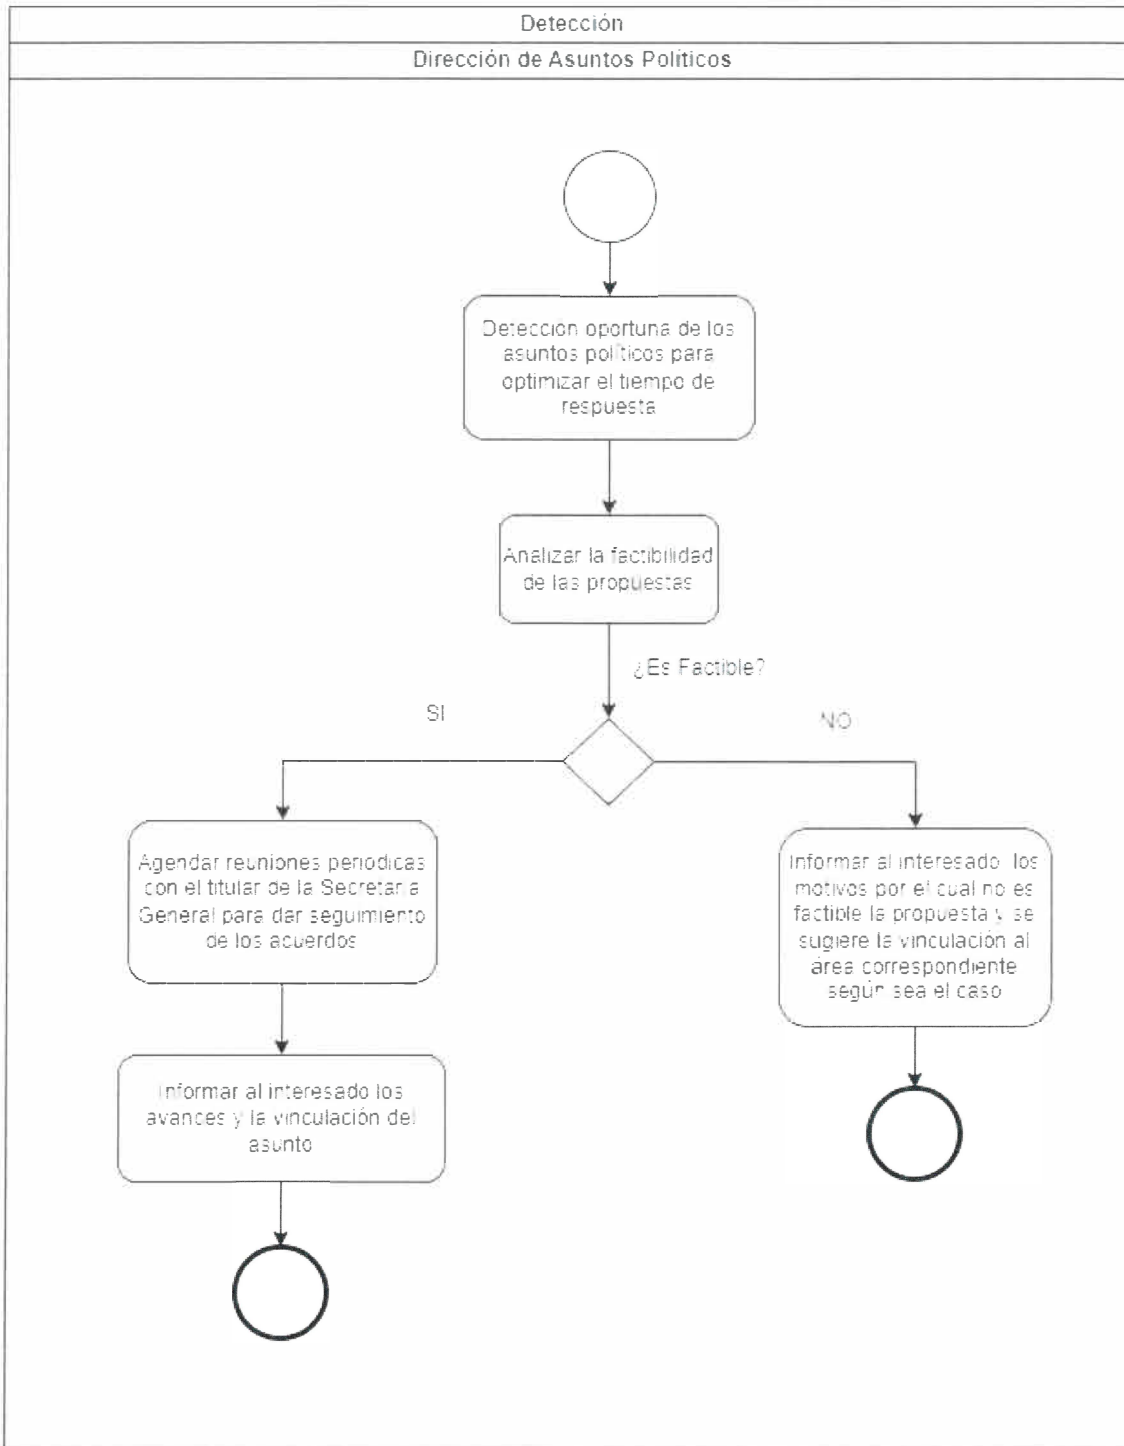 Detección
Dirección de Asuntos Políticos
Detección oportuna de los
asuntos políticos para
optimizar el tiempo de
respuesta
Analizar la factibilidad
de las propuestas
¿Es Factible?
SI
NO
Agendar reuniones periodicas
con el titular de la Secretaria
General para dar seguimiento
de los acuerdos
Informar al interesado los
motivos por el cual no es
factible la propuesta y se
sugiere la vinculación al
área correspondiente
según sea el caso
Informar al interesado los
avances y la vinculación del
asunto